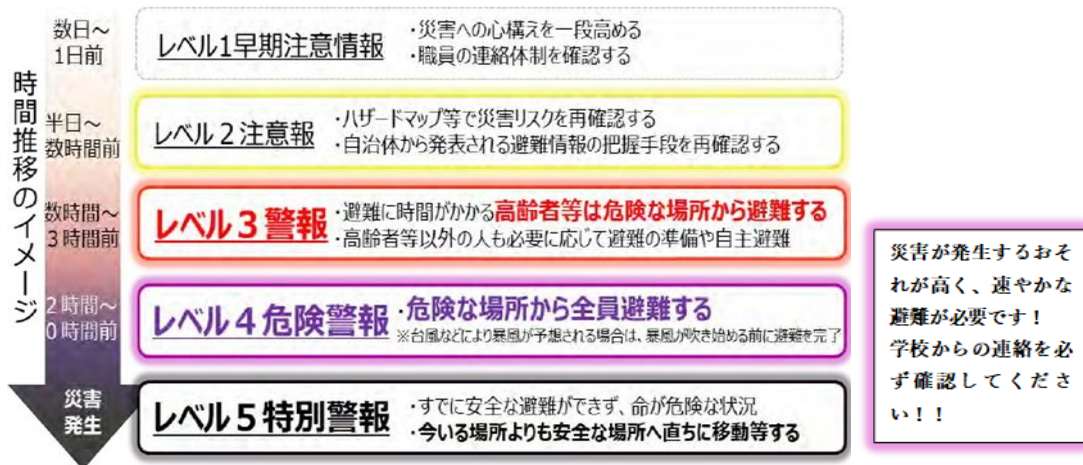 時間推移のイメージ
数日～
1日前
レベル1早期注意情報
・災害への心構えを一段高める
・職員の連絡体制を確認する
半日～
数時間前
レベル2注意報
・ハザードマップ等で災害リスクを再確認する
・自治体から発表される避難情報の把握手段を再確認する
数時間～
3時間前
レベル3警報
・避難に時間がかかる高齢者等は危険な場所から避難する
・高齢者等以外の人も必要に応じて避難の準備や自主避難
2時間～
0時間前
レベル4危険警報
・危険な場所から全員避難する
※台風などにより暴風が予想される場合は、暴風が吹き始める前に避難を完了
災害
発生
レベル5特別警報
・すでに安全な避難ができず、命が危険な状況
・今いる場所よりも安全な場所へ直ちに移動等する
災害が発生するおそ
れが高く、速やかな
避難が必要です！
学校からの連絡を必
ず確認してくださ
い！！